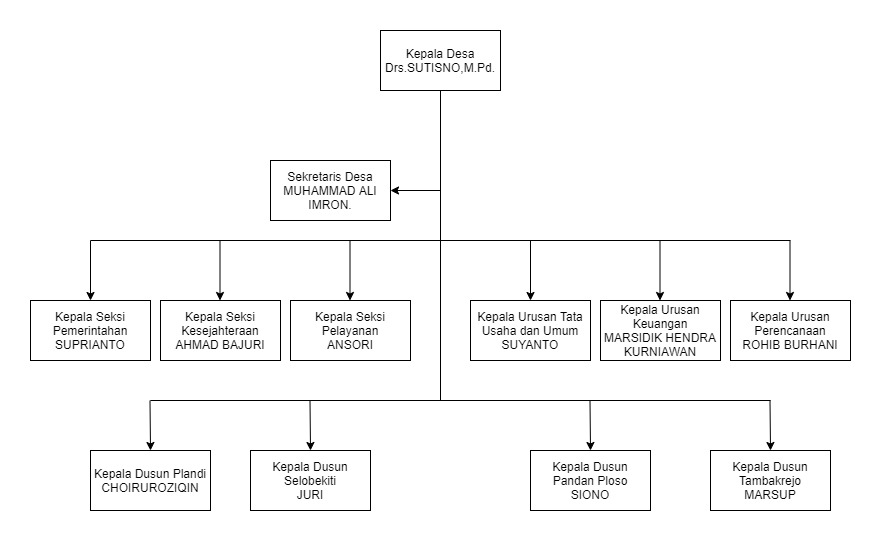 Kepala Desa
Drs.SUTISNO,M.Pd.
Sekretaris Desa
MUHAMMAD ALI
IMRON.
Kepala Seksi
Pemerintahan
SUPRIANTO
Kepala Seksi
Kesejahteraan
AHMAD BAJURI
Kepala Seksi
Pelayanan
ANSORI
Kepala Urusan Tata
Usaha dan Umum
SUYANTO
Kepala Urusan
Keuangan
MARSIDIK HENDRA
KURNIAWAN
Kepala Urusan
Perencanaan
ROHIB BURHANI
Kepala Dusun Plandi
CHOIRUROZIQIN
Kepala Dusun
Selobekiti
JURI
Kepala Dusun
Pandan Ploso
SIONO
Kepala Dusun
Tambakrejo
MARSUP